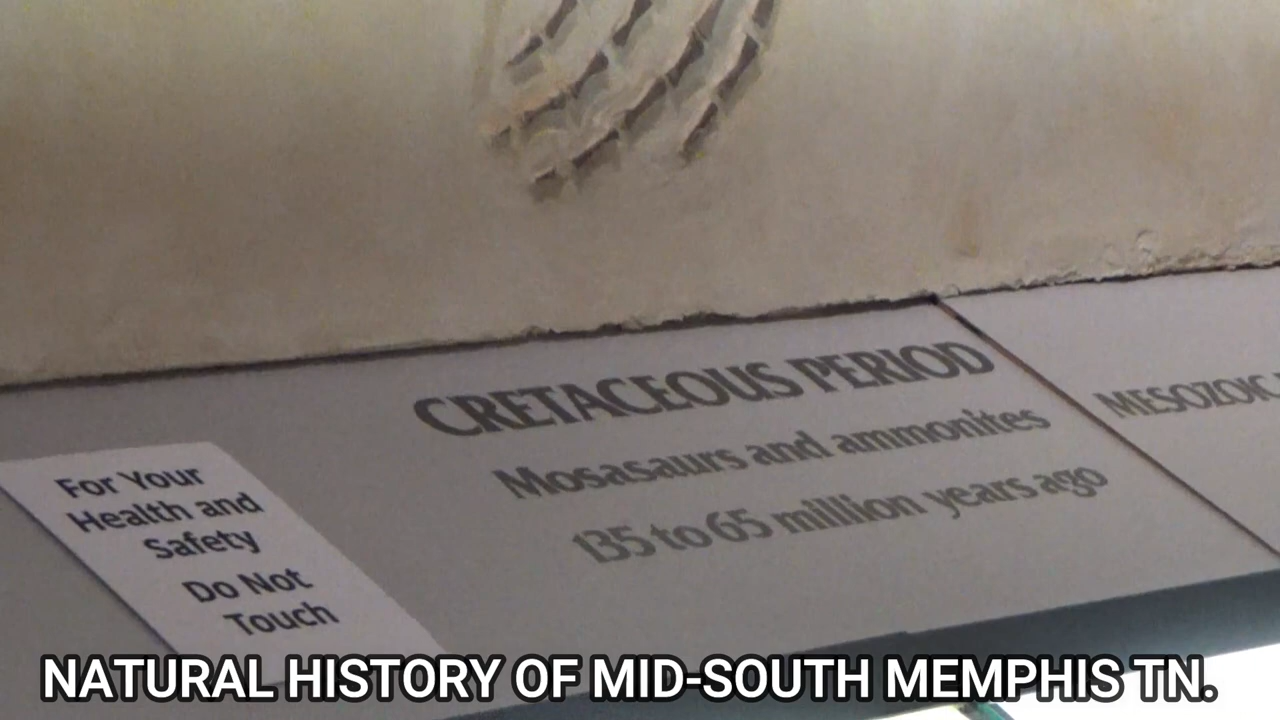 CRETACEOUS PERIOD
Mosasaurs and ammonites
135 to 65 million years ago
MESOZOIC
For Your
Health and
Safety
Do Not
Touch
NATURAL HISTORY OF MID-SOUTH MEMPHIS TN.